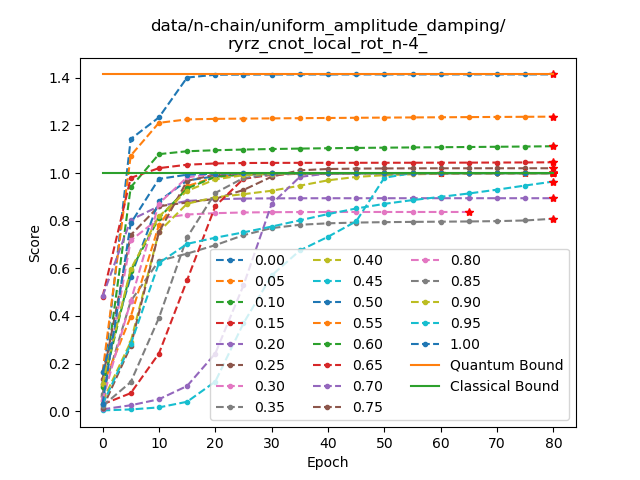 data/n-chain/uniform_amplitude_damping/
ryrz_cnot_local_rot_n-4_
Score
1.4
1.2
1.0
0.8
0.6
0.4
0.2
0.0
0.00 0.40 0.80
0.05 0.45 0.85
0.10 0.50 0.90
0.15 0.55 0.95
0.20 0.60 1.00
0.25 0.65 Quantum Bound
0.30 0.70 Classical Bound
0.35 0.75
0 10 20 30 40 50 60 70 80
Epoch